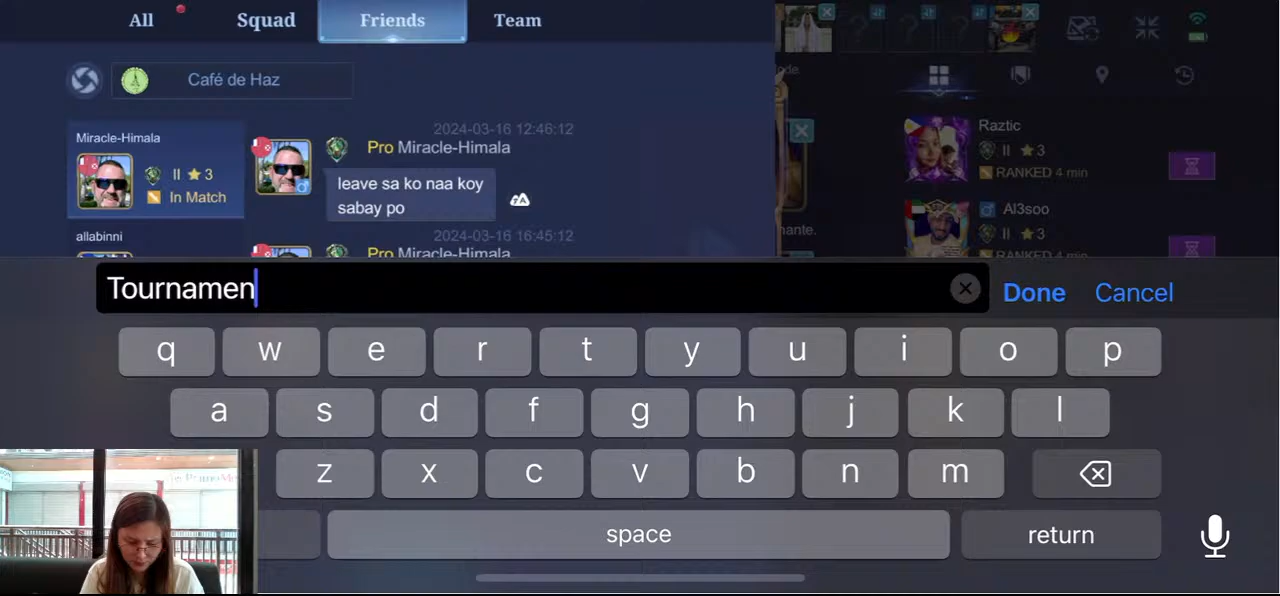 All Squad Friends Team
Café de Haz
2024-03-16 12:46:12
Miracle-Himala
Pro Miracle-Himala
II 3
In Match
leave sa ko naa koy
sabay po
allabinni
2024-03-16 16:45:12
Pro Miracle-Himala
Raztic
II 3
RANKED 4 min
Al3soo
II 3
RANKED 4 min
Tournamen
Done Cancel
q w e r t y u i o p
a s d f g h j k l
z x c v b n m
space return